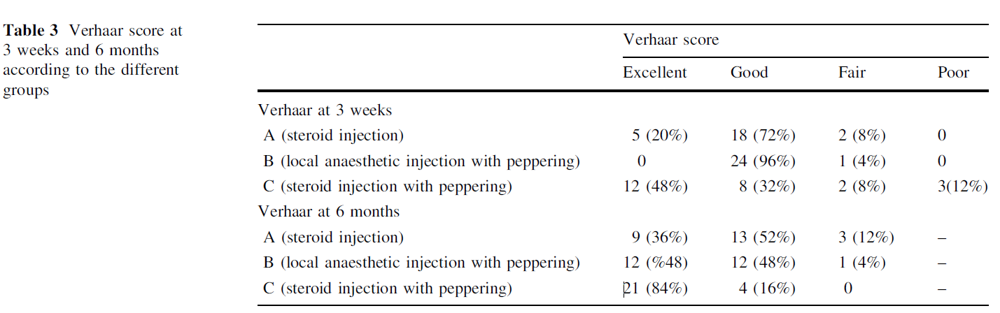 Table 3 Verhaar score at
3 weeks and 6 months
according to the different
groups
Verhaar score
Excellent Good Fair Poor
Verhaar at 3 weeks
A (steroid injection) 5 (20%) 18 (72%) 2 (8%) 0
B (local anaesthetic injection with peppering) 0 24 (96%) 1 (4%) 0
C (steroid injection with peppering) 12 (48%) 8 (32%) 2 (8%) 3(12%)
Verhaar at 6 months
A (steroid injection) 9 (36%) 13 (52%) 3 (12%) –
B (local anaesthetic injection with peppering) 12 (%48) 12 (48%) 1 (4%) –
C (steroid injection with peppering) 21 (84%) 4 (16%) 0 –